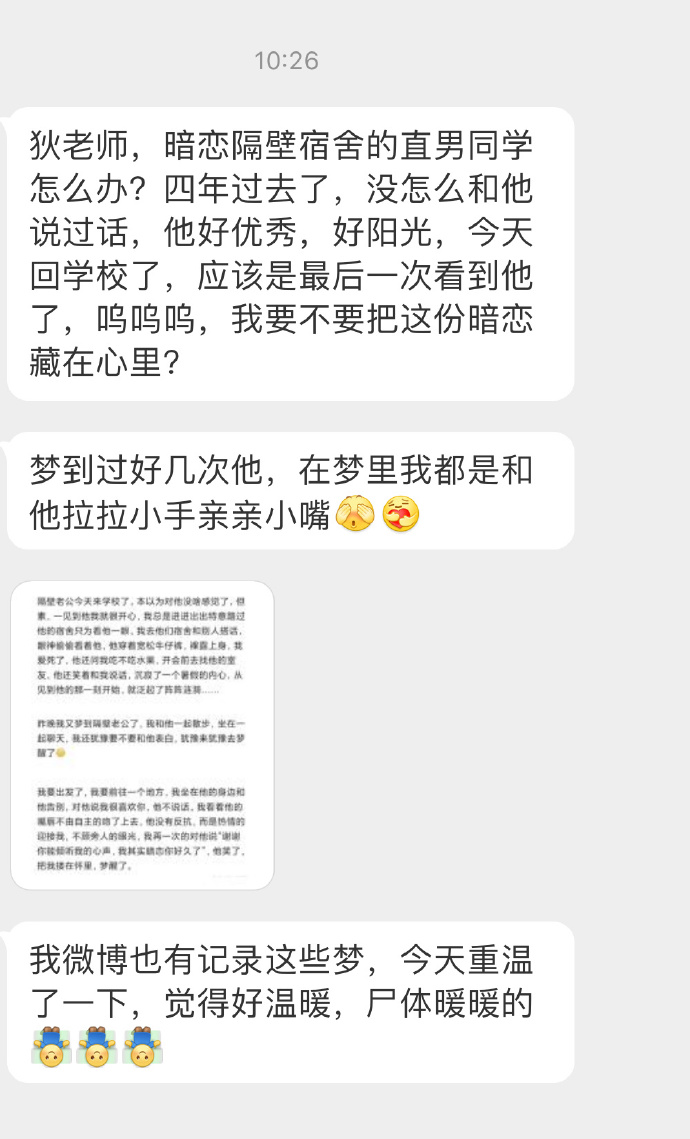 10:26
狄老师，暗恋隔壁宿舍的直男同学
怎么办？四年过去了，没怎么和他
说过话，他好优秀，好阳光，今天
回学校了，应该是最后一次看到他
了，呜呜呜，我要不要把这份暗恋
藏在心里？
梦到过好几次他，在梦里我都是和
他拉拉小手亲亲小嘴
隔壁老公今天来学校了，本以为对他没啥感觉了，但
素，一见到他我就很开心，我总是进进出出特意路过
他的宿舍只为看他一眼，我去他们宿舍和别人搭话，
眼神偷偷看着他，他穿着宽松牛仔裤，裸露上身，我
爱死了，他还问我吃不吃水果，开会前去找他的室
友，他还笑着和我说话，沉寂了一个暑假的内心，从
见到他的那一刻开始，就泛起了阵阵涟漪……
昨晚我又梦到隔壁老公了，我和他一起散步，坐在一
起聊天，我还犹豫要不要和他表白，犹豫来犹豫去梦
醒了
我要出发了，我要前往一个地方，我坐在他的身边和
他告别，对他说我很喜欢你，他不说话，我看着他的
嘴唇不由自主的吻了上去，他没有反抗，而是热情的
迎接我，不顾旁人的眼光，我再一次的对他说“谢谢
你能倾听我的心声，我其实暗恋你好久了”，他笑了，
把我搂在怀里，梦醒了。
我微博也有记录这些梦，今天重温
了一下，觉得好温暖，尸体暖暖的